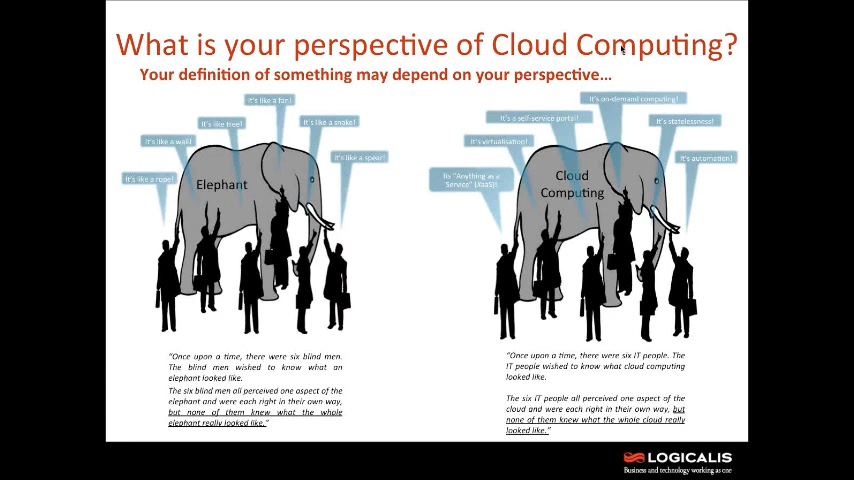 What is your perspective of Cloud Computing?
Your definition of something may depend on your perspective...
It's like a fan!
It's like tree!
It's like a snake!
It's like a wall!
It's like a spear!
It's like a rope!
Elephant
It's on-demand computing!
It's a self-service portal!
It's statelessness!
It's virtualisation!
It's automation!
Its "Anything as a
Service" (XaaS)!
Cloud
Computing
"Once upon a time, there were six blind men.
The blind men wished to know what an
elephant looked like.
The six blind men all perceived one aspect of the
elephant and were each right in their own way,
but none of them knew what the whole
elephant really looked like."
"Once upon a time, there were six IT people. The
IT people wished to know what cloud computing
looked like.
The six IT people all perceived one aspect of the
cloud and were each right in their own way, but
none of them knew what the whole cloud really
looked like."
LOGICALIS
Business and technology working as one